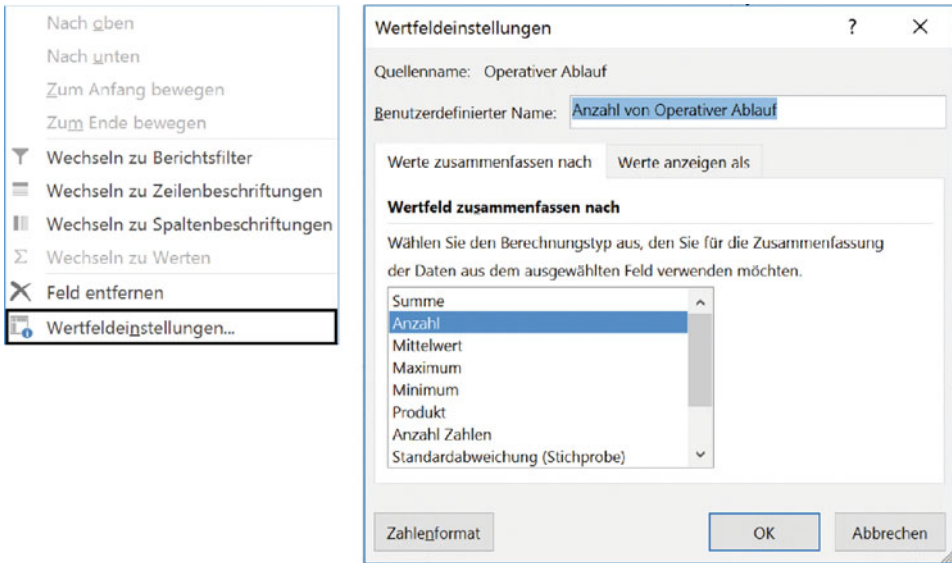 Nach oben
Nach unten
Zum Anfang bewegen
Zum Ende bewegen
Wechseln zu Berichtsfilter
Wechseln zu Zeilenbeschriftungen
Wechseln zu Spaltenbeschriftungen
Σ Wechseln zu Werten
Feld entfernen
Wertfeldeinstellungen...
Wertfeldeinstellungen ?
Quellenname: Operativer Ablauf
Benutzerdefinierter Name: Anzahl von Operativer Ablauf
Werte zusammenfassen nach Werte anzeigen als
Wertfeld zusammenfassen nach
Wählen Sie den Berechnungstyp aus, den Sie für die Zusammenfassung
der Daten aus dem ausgewählten Feld verwenden möchten.
Summe
Anzahl
Mittelwert
Maximum
Minimum
Produkt
Anzahl Zahlen
Standardabweichung (Stichprobe)
Zahlenformat OK Abbrechen